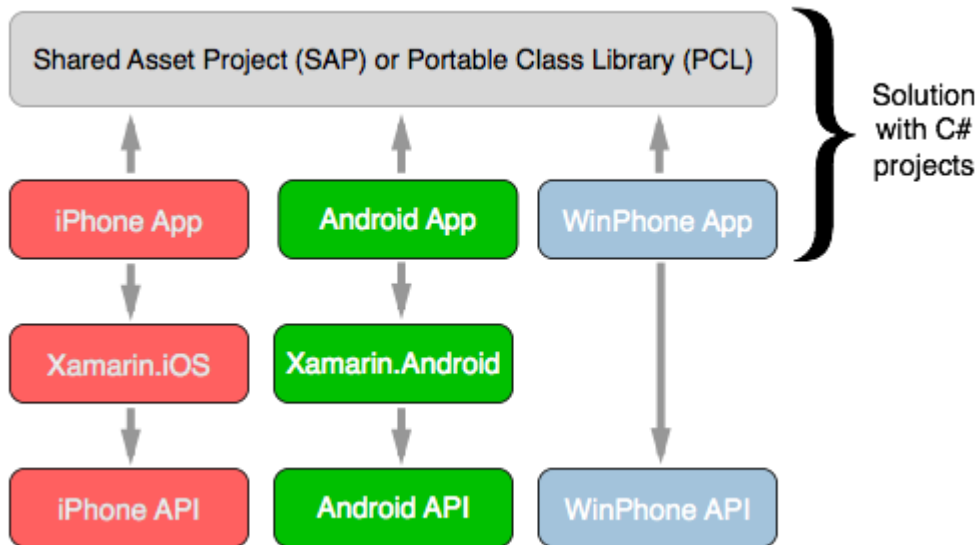 Shared Asset Project (SAP) or Portable Class Library (PCL)
Solution
with C#
projects
iPhone App
Android App
WinPhone App
Xamarin.iOS
Xamarin.Android
iPhone API
Android API
WinPhone API